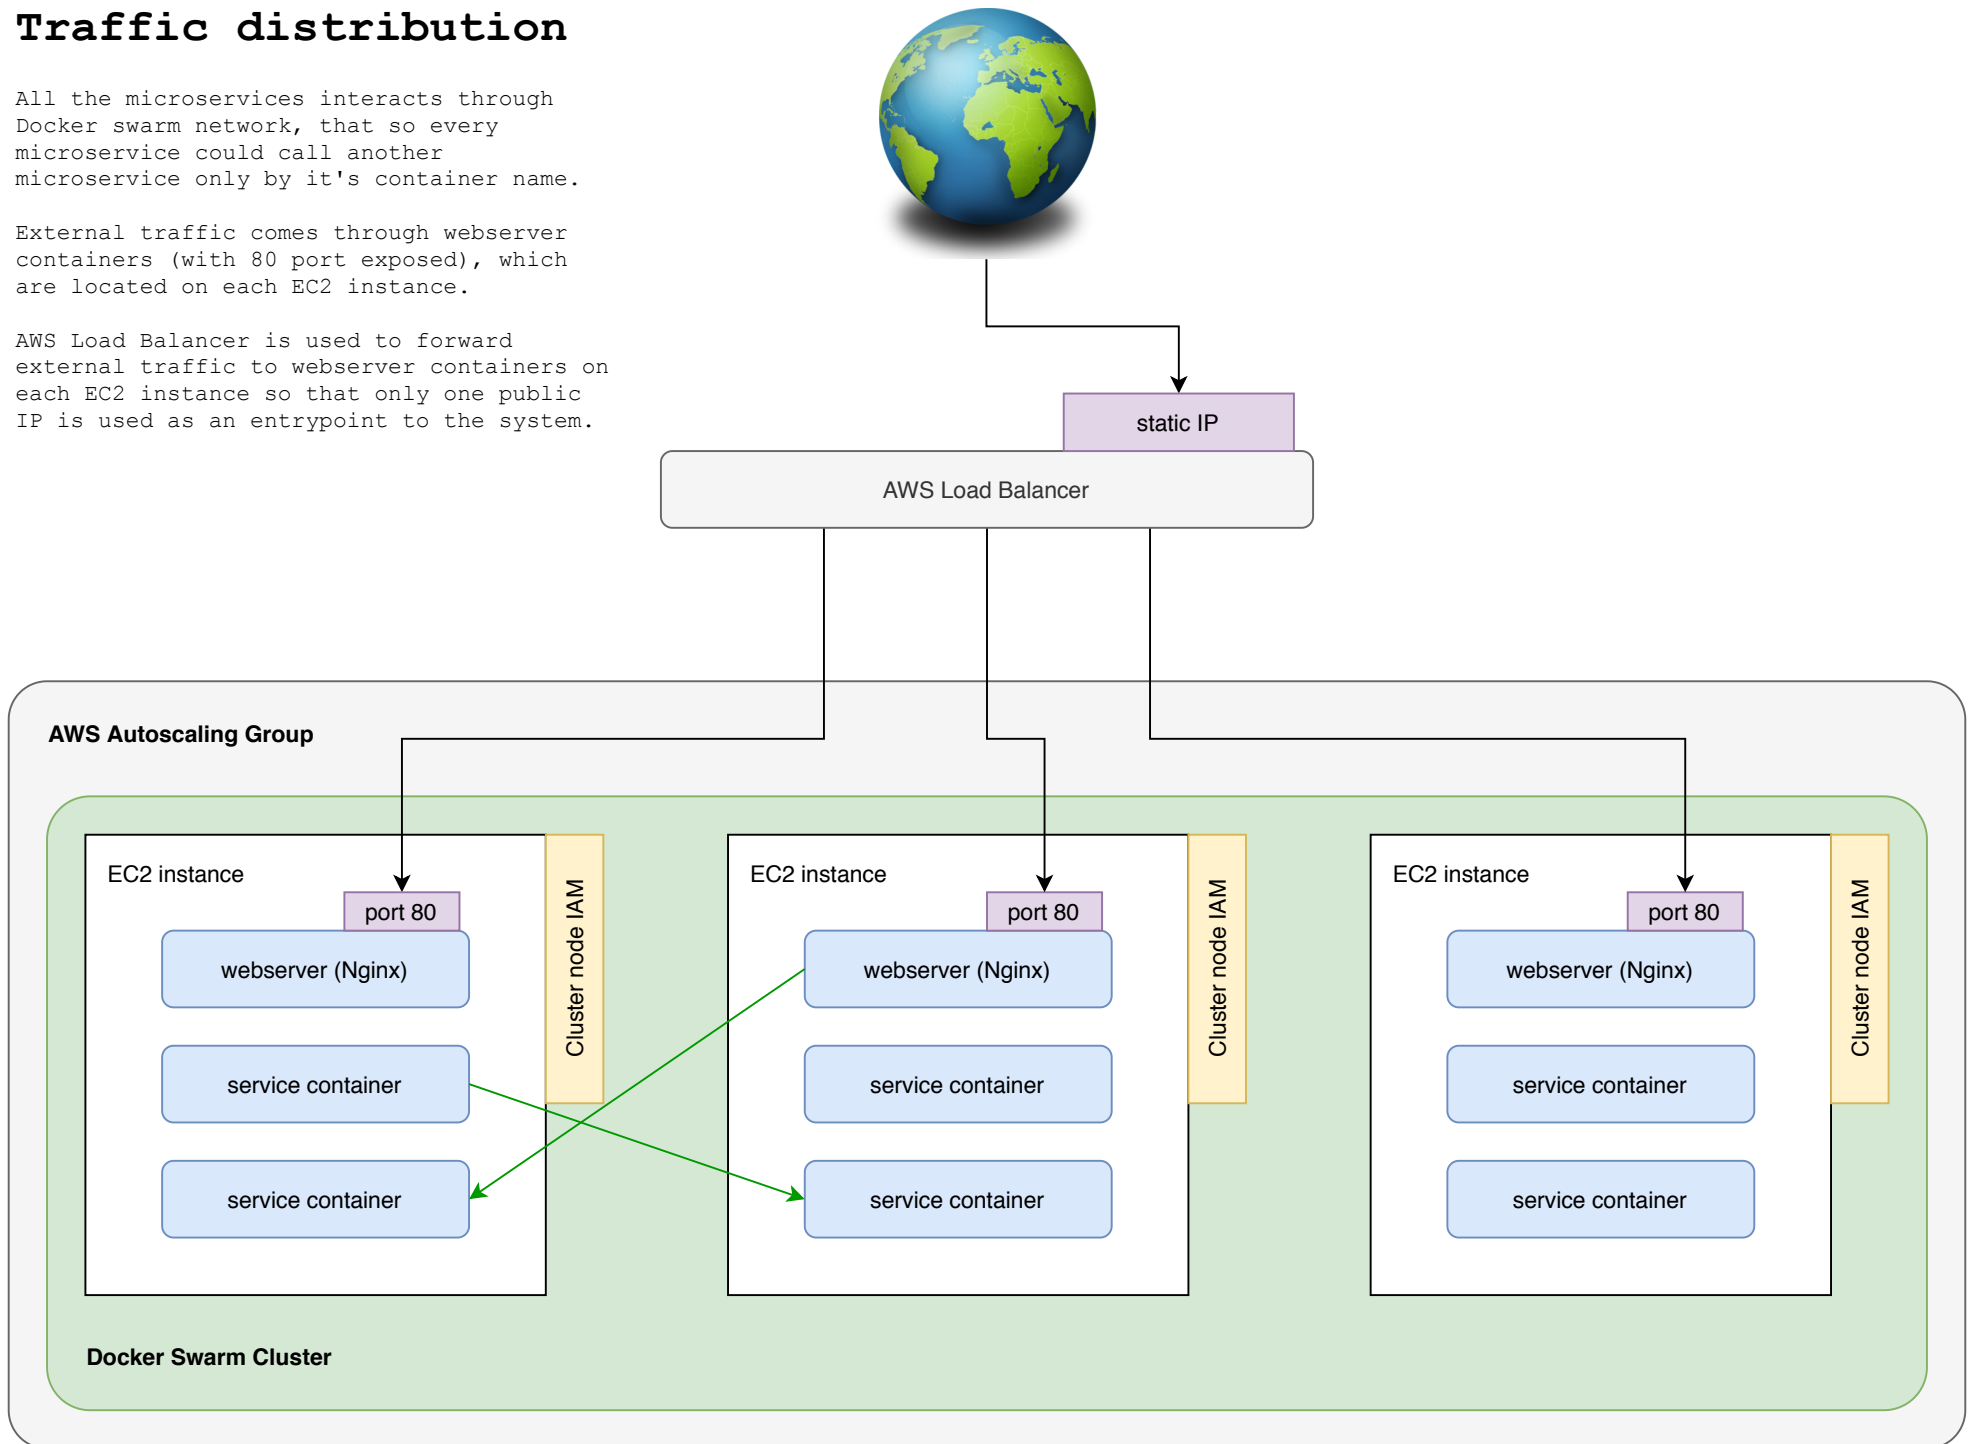 Traffic distribution
All the microservices interacts through
Docker swarm network, that so every
microservice could call another
microservice only by it's container name.
External traffic comes through webserver
containers (with 80 port exposed), which
are located on each EC2 instance.
AWS Load Balancer is used to forward
external traffic to webserver containers on
each EC2 instance so that only one public
IP is used as an entrypoint to the system.
static IP
AWS Load Balancer
AWS Autoscaling Group
EC2 instance
port 80
webserver (Nginx)
service container
service container
Cluster node IAM
EC2 instance
port 80
webserver (Nginx)
service container
service container
Cluster node IAM
EC2 instance
port 80
webserver (Nginx)
service container
service container
Cluster node IAM
Docker Swarm Cluster